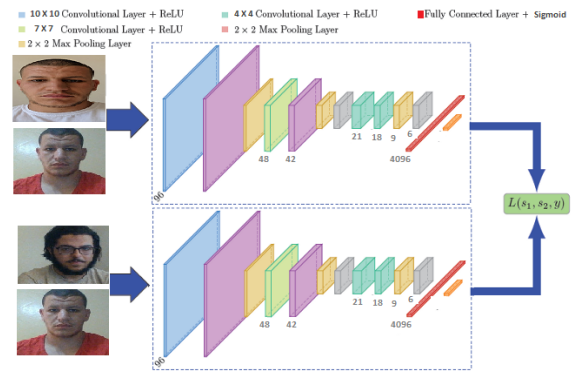 10 X 10 Convolutional Layer + ReLU
4 X 4 Convolutional Layer + ReLU
Fully Connected Layer + Sigmoid
7 X 7 Convolutional Layer + ReLU
2 × 2 Max Pooling Layer
2 × 2 Max Pooling Layer
96
48
42
21
18
9
6
4096
L(s₁, s₂, y)
96
48
42
21
18
9
6
4096